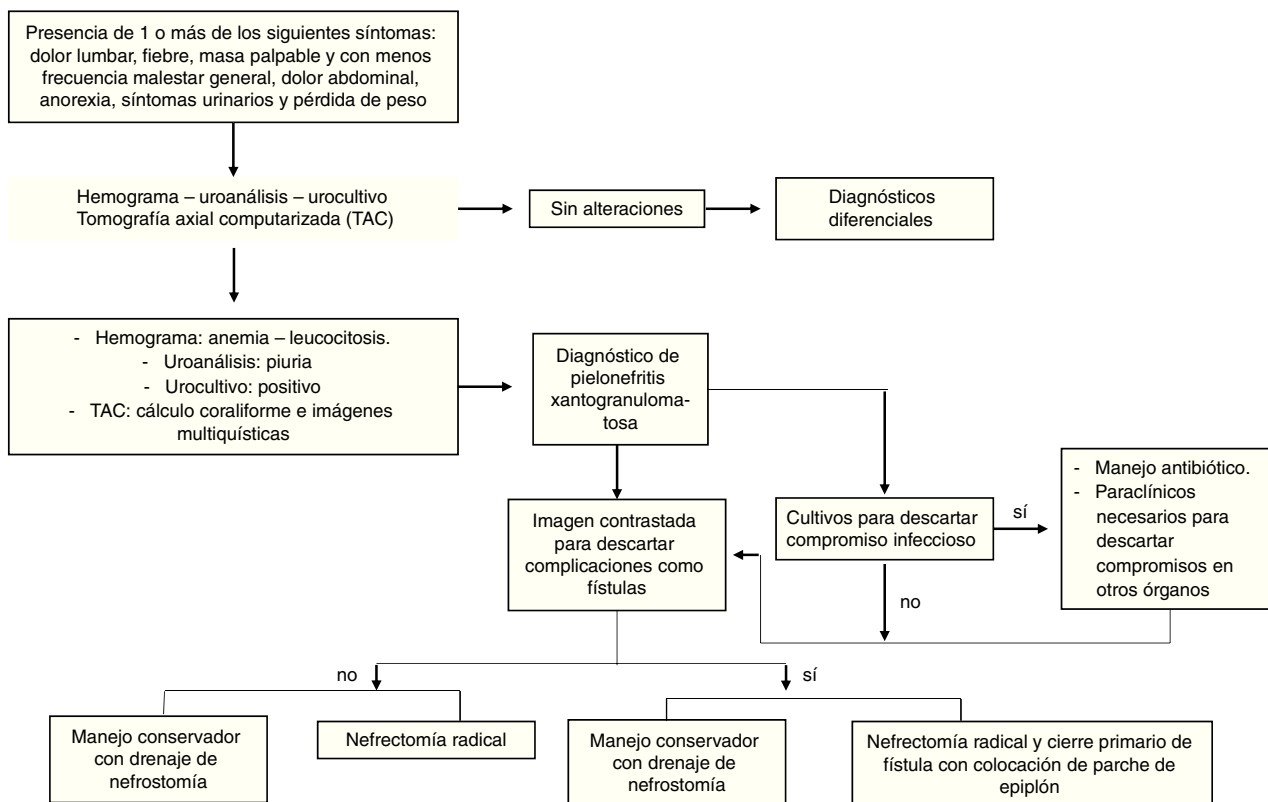 Presencia de 1 o más de los siguientes síntomas:
dolor lumbar, fiebre, masa palpable y con menos
frecuencia malestar general, dolor abdominal,
anorexia, síntomas urinarios y pérdida de peso
Hemograma – uroanálisis – urocultivo
Tomografía axial computarizada (TAC)
Sin alteraciones
Diagnósticos
diferenciales
- Hemograma: anemia – leucocitosis.
- Uroanálisis: piuria
- Urocultivo: positivo
- TAC: cálculo coraliforme e imágenes
multiquísticas
Diagnóstico de
pielonefritis
xantogranuloma-
tosa
Imagen contrastada
para descartar
complicaciones como
fístulas
Cultivos para descartar
compromiso infeccioso
sí
no
- Manejo antibiótico.
- Paraclínicos
necesarios para
descartar
compromisos en
otros órganos
no
sí
Manejo conservador
con drenaje de
nefrostomía
Nefrectomía radical
Manejo conservador
con drenaje de
nefrostomía
Nefrectomía radical y cierre primario de
fístula con colocación de parche de
epiplón